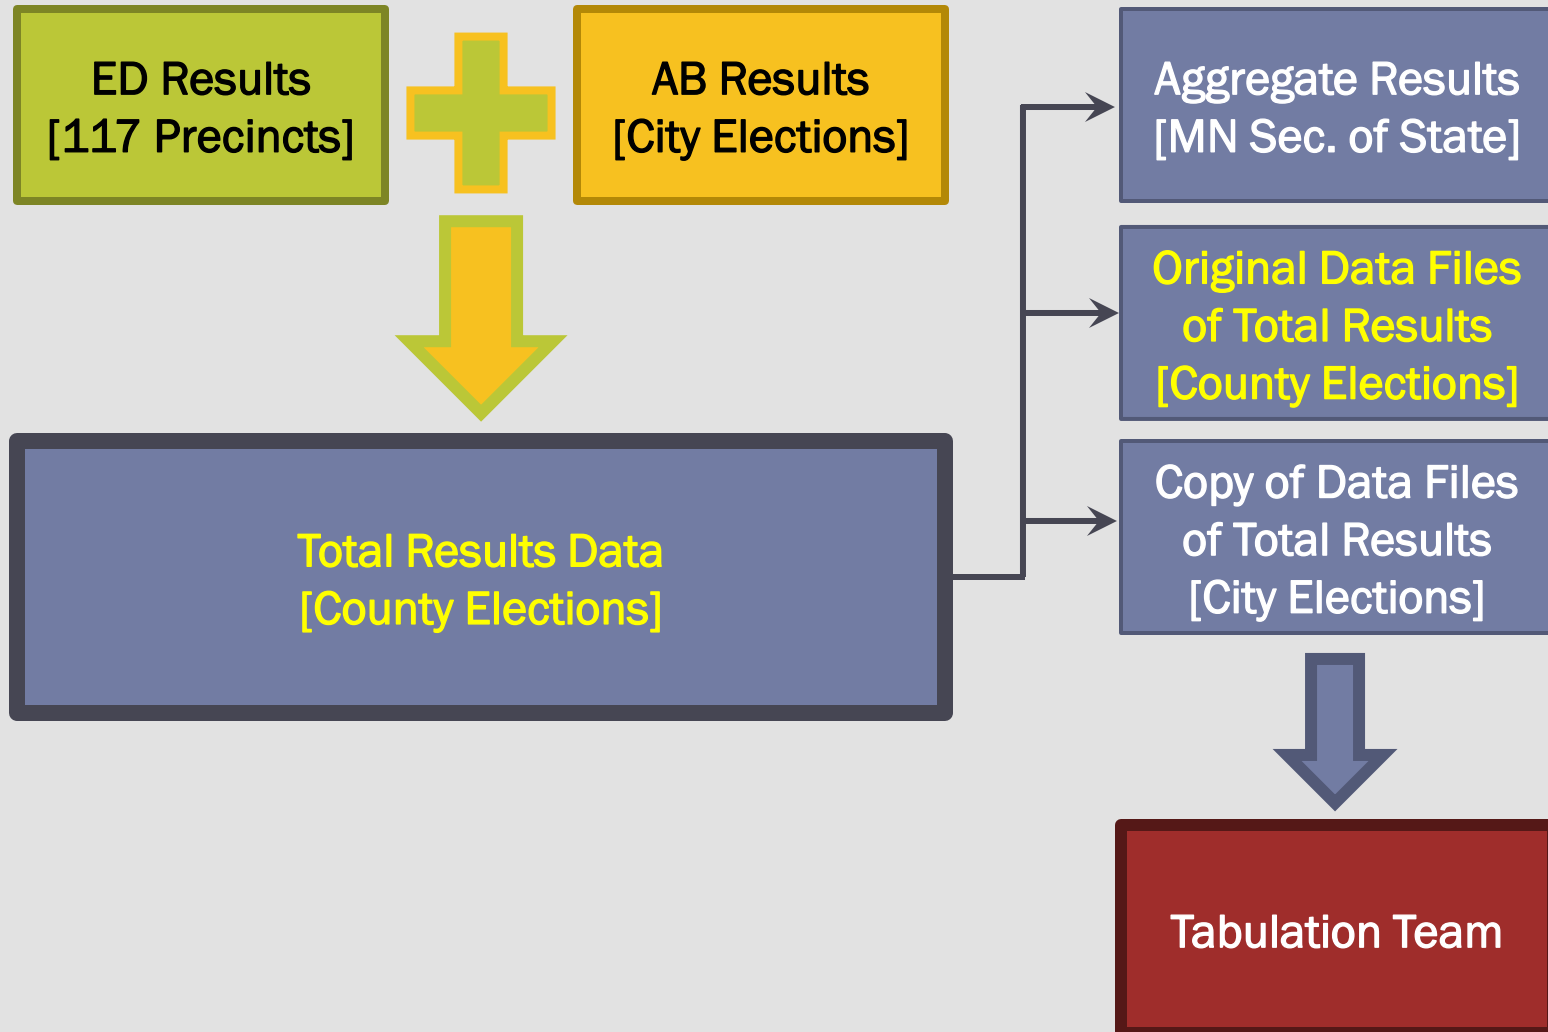 ED Results
[117 Precincts]
AB Results
[City Elections]
Aggregate Results
[MN Sec. of State]
Original Data Files
of Total Results
[County Elections]
Total Results Data
[County Elections]
Copy of Data Files
of Total Results
[City Elections]
Tabulation Team